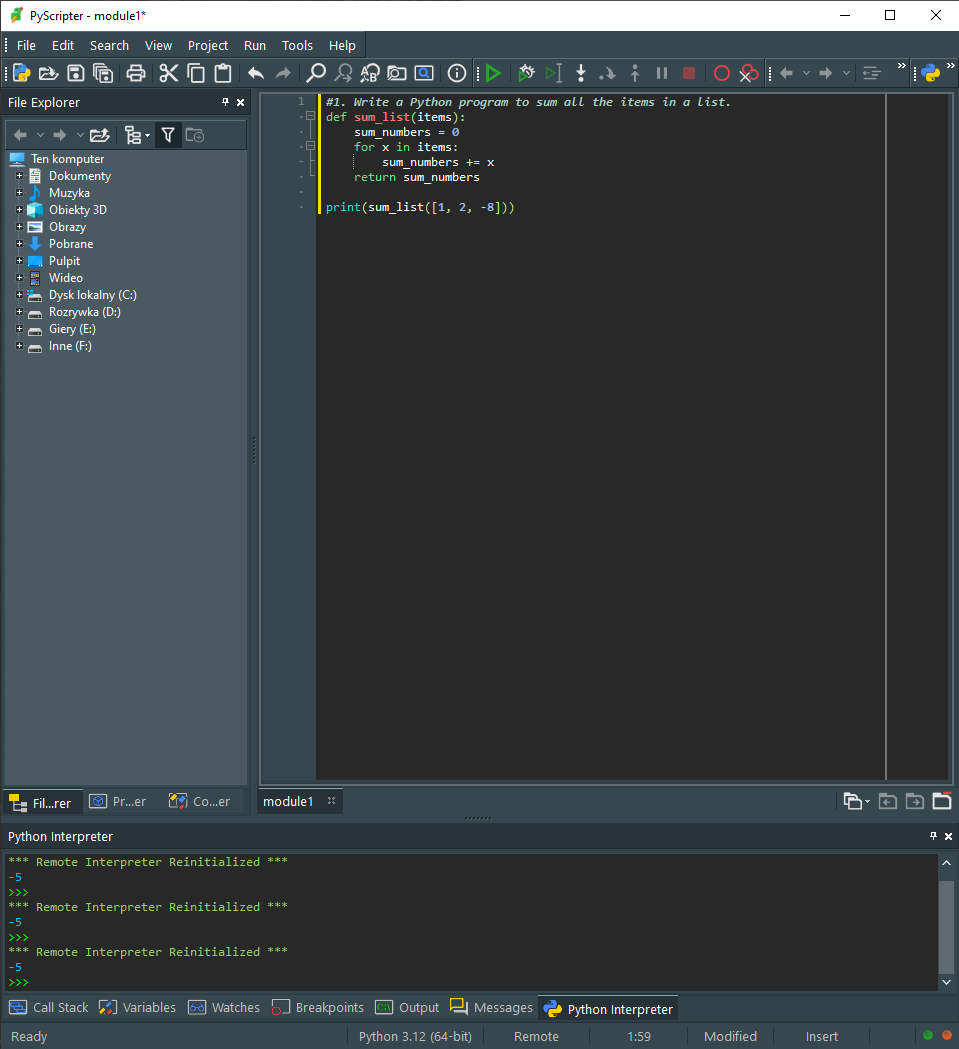 PyScripter - module1*
File Edit Search View Project Run Tools Help
File Explorer
Ten komputer
Dokumenty
Muzyka
Obiekty 3D
Obrazy
Pobrane
Pulpit
Wideo
Dysk lokalny (C:)
Rozrywka (D:)
Giery (E:)
Inne (F:)
Fil...rer Pr...er Co...er
1 #1. Write a Python program to sum all the items in a list.
def sum_list(items):
    sum_numbers = 0
    for x in items:
        sum_numbers += x
    return sum_numbers
print(sum_list([1, 2, -8]))
module1
Python Interpreter
*** Remote Interpreter Reinitialized ***
-5
>>>
*** Remote Interpreter Reinitialized ***
-5
>>>
*** Remote Interpreter Reinitialized ***
-5
>>>
Call Stack Variables Watches Breakpoints Output Messages Python Interpreter
Ready Python 3.12 (64-bit) Remote 1:59 Modified Insert